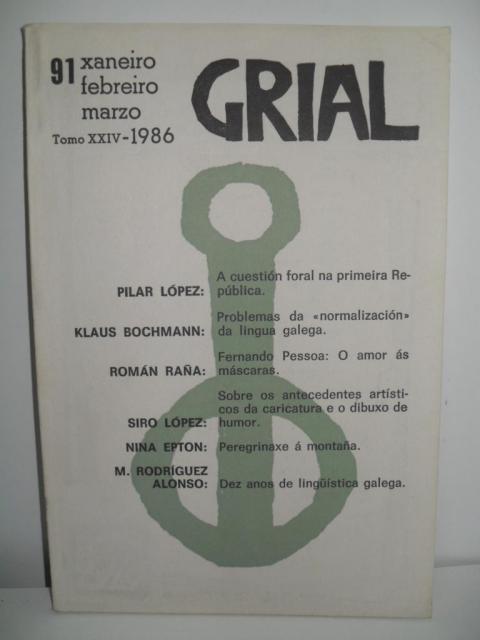 91 xaneiro
febreiro
marzo
Tomo XXIV-1986
GRIAL
PILAR LÓPEZ: A cuestión foral na primeira Re-
pública.
KLAUS BOCHMANN: Problemas da «normalización»
da lingua galega.
ROMÁN RAÑA: Fernando Pessoa: O amor ás
máscaras.
SIRO LÓPEZ: Sobre os antecedentes artísti-
cos da caricatura e o dibuxo de
humor.
NINA EPTON: Peregrinaxe á montaña.
M. RODRÍGUEZ
ALONSO: Dez anos de lingüística galega.